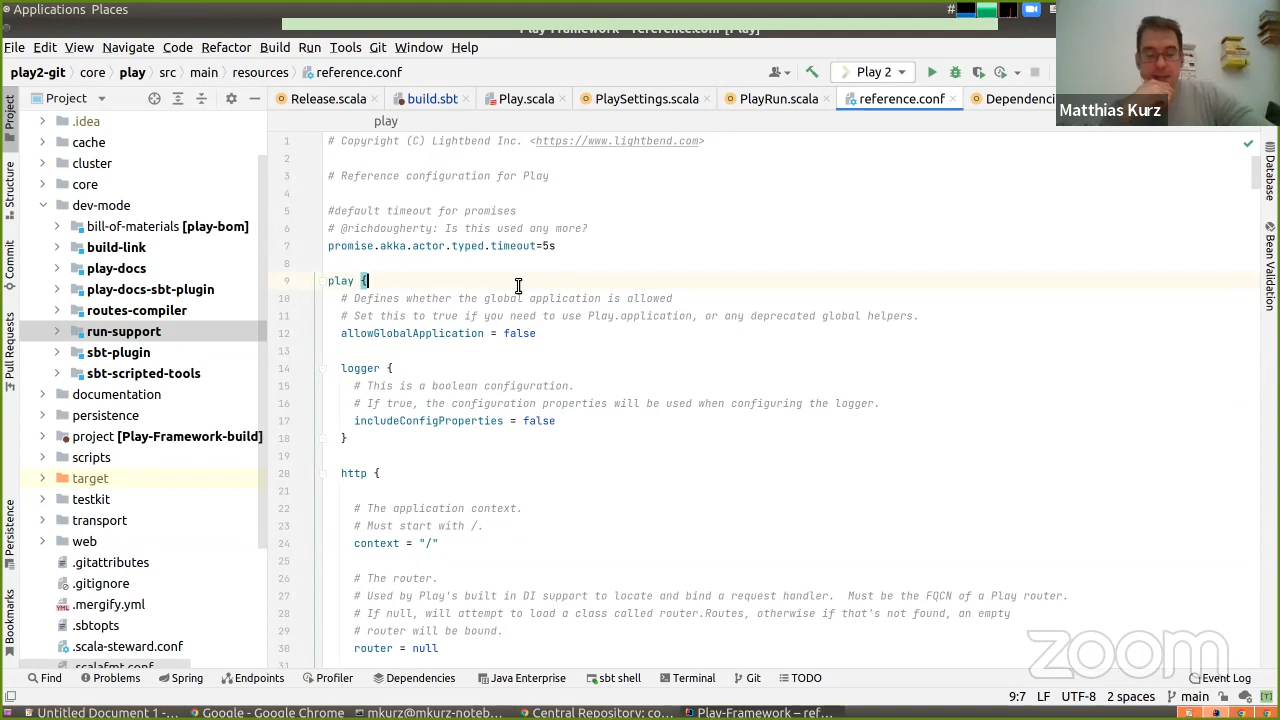 Applications Places
#
Play-Framework - reference.conf [Play]
File Edit View Navigate Code Refactor Build Run Tools Git Window Help
play2-git core play src main resources reference.conf
Play 2
Matthias Kurz
Project
Release.scala build.sbt Play.scala PlaySettings.scala PlayRun.scala reference.conf Dependenci
play
.idea
cache
cluster
core
dev-mode
bill-of-materials [play-bom]
build-link
play-docs
play-docs-sbt-plugin
routes-compiler
run-support
sbt-plugin
sbt-scripted-tools
documentation
persistence
project [Play-Framework-build]
scripts
target
testkit
transport
web
.gitattributes
.gitignore
.mergify.yml
.sbtopts
.scala-steward.conf
.scalafmt.conf
Project
Structure
Commit
Pull Requests
Persistence
Bookmarks
1 # Copyright (C) Lightbend Inc. <https://www.lightbend.com>
2
3 # Reference configuration for Play
4
5 #default timeout for promises
6 # @richdougherty: Is this used any more?
7 promise.akka.actor.typed.timeout=5s
8
9 play {
10 # Defines whether the global application is allowed
11 # Set this to true if you need to use Play.application, or any deprecated global helpers.
12 allowGlobalApplication = false
13
14 logger {
15 # This is a boolean configuration.
16 # If true, the configuration properties will be used when configuring the logger.
17 includeConfigProperties = false
18 }
19
20 http {
21
22 # The application context.
23 # Must start with /.
24 context = "/"
25
26 # The router.
27 # Used by Play's built in DI support to locate and bind a request handler.  Must be the FQCN of a Play router.
28 # If null, will attempt to load a class called router.Routes, otherwise if that's not found, an empty
29 # router will be bound.
30 router = null
31
Database
Bean Validation
zoom
Find Problems Spring Endpoints Profiler Dependencies Java Enterprise sbt shell Terminal Git TODO Event Log
9:7 LF UTF-8 2 spaces main
Untitled Document 1 -... Google - Google Chrome mkurz@mkurz-noteb... Central Repository: co... Play-Framework – ref...